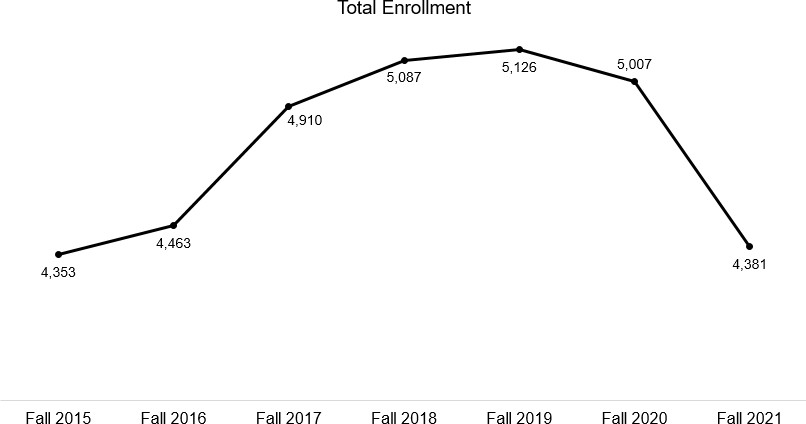 Total Enrollment
4,353
4,463
4,910
5,087
5,126
5,007
4,381
Fall 2015
Fall 2016
Fall 2017
Fall 2018
Fall 2019
Fall 2020
Fall 2021